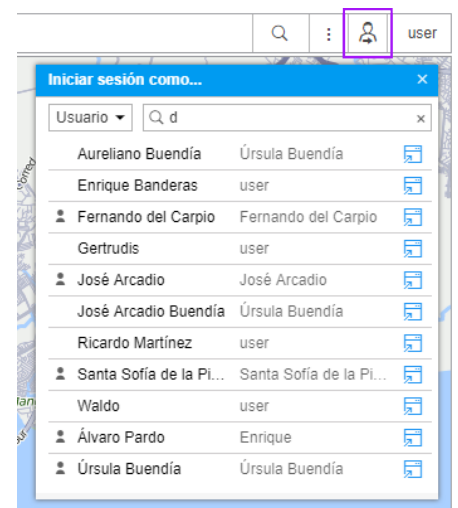 user
Iniciar sesión como... ×
Usuario d ×
Aureliano Buendía Úrsula Buendía
Enrique Banderas user
Fernando del Carpio Fernando del Carpio
Gertrudis user
José Arcadio José Arcadio
José Arcadio Buendía Úrsula Buendía
Ricardo Martínez user
Santa Sofía de la Pi... Santa Sofía de la Pi...
Waldo user
Álvaro Pardo Enrique
Úrsula Buendía Úrsula Buendía